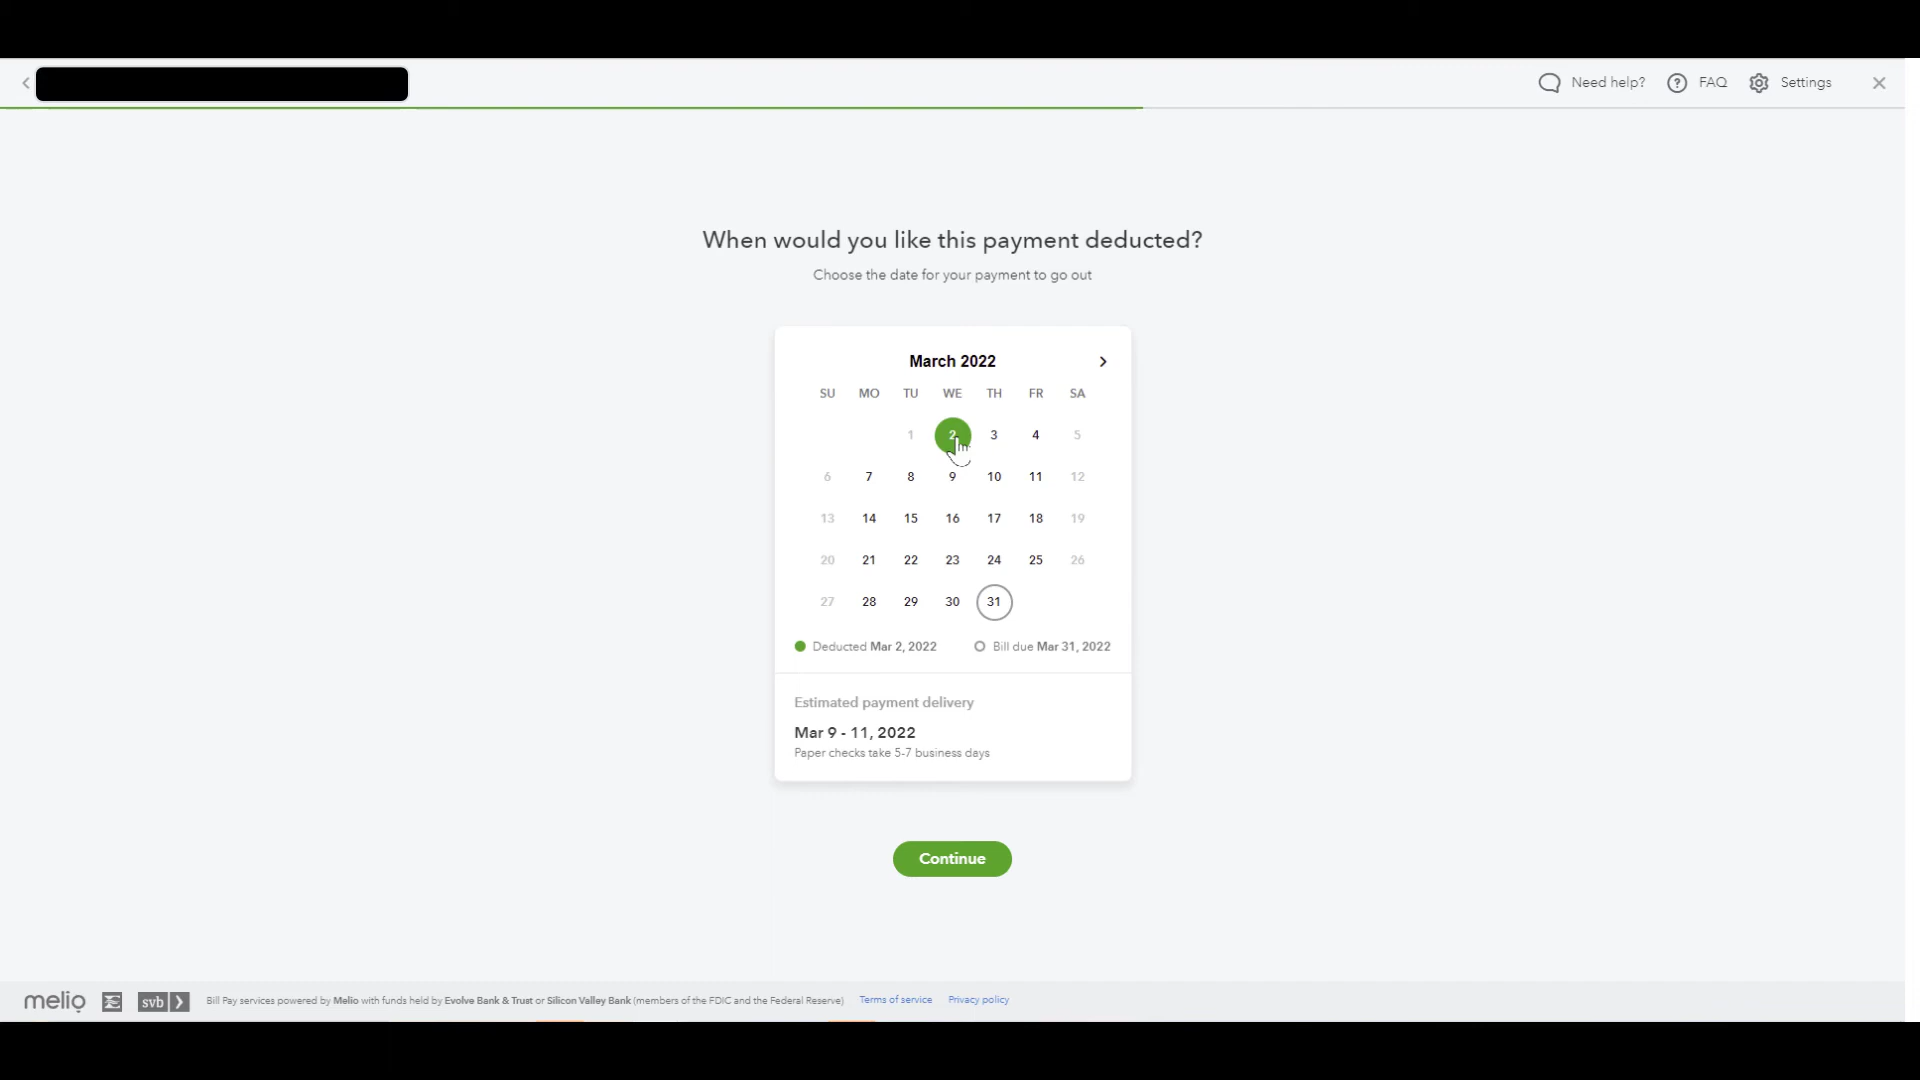 Need help? FAQ Settings
When would you like this payment deducted?
Choose the date for your payment to go out
March 2022
SU MO TU WE TH FR SA
1 2 3 4 5
6 7 8 9 10 11 12
13 14 15 16 17 18 19
20 21 22 23 24 25 26
27 28 29 30 31
Deducted Mar 2, 2022 Bill due Mar 31, 2022
Estimated payment delivery
Mar 9 - 11, 2022
Paper checks take 5-7 business days
Continue
melio svb Bill Pay services powered by Melio with funds held by Evolve Bank & Trust or Silicon Valley Bank (members of the FDIC and the Federal Reserve) Terms of service Privacy policy